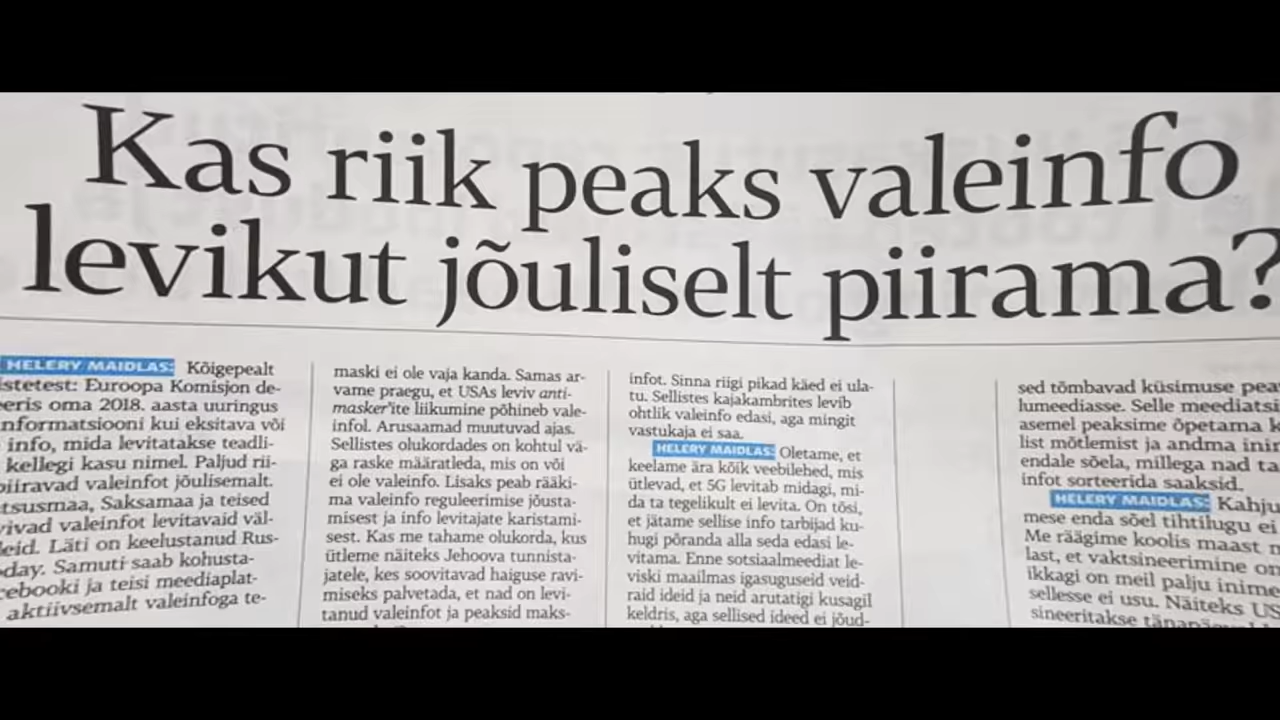 Kas riik peaks valeinfo
levikut jõuliselt piirama?
HELERY MAIDLAS: Kõigepealt
istetest: Euroopa Komisjon de-
eeris oma 2018. aasta uuringus
nformatsiooni kui eksitava või
info, mida levitatakse teadli-
kellegi kasu nimel. Paljud rii-
piiravad valeinfot jõulisemalt.
tsusmaa, Saksamaa ja teised
vivad valeinfot levitavaid väl-
leid. Läti on keelustanud Rus-
day. Samuti saab kohusta-
cebooki ja teisi meediaplat-
aktiivsemalt valeinfoga te-
maski ei ole vaja kanda. Samas ar-
vame praegu, et USAs leviv anti-
masker'ite liikumine põhineb vale-
infol. Arusaamad muutuvad ajas.
Sellistes olukordades on kohtul vä-
ga raske määratleda, mis on või
ei ole valeinfo. Lisaks peab rääki-
ma valeinfo reguleerimise jõusta-
misest ja info levitajate karistami-
sest. Kas me tahame olukorda, kus
ütleme näiteks Jehoova tunnista-
jatele, kes soovitavad haiguse ravi-
miseks palvetada, et nad on levi-
tanud valeinfot ja peaksid maks-
infot. Sinna riigi pikad käed ei ula-
tu. Sellistes kajakambrites levib
ohtlik valeinfo edasi, aga mingit
vastukaja ei saa.
HELERY MAIDLAS: Oletame, et
keelame ära kõik veebilehed, mis
ütlevad, et 5G levitab midagi, mi-
da ta tegelikult ei levita. On tõsi,
et jätame sellise info tarbijad ku-
hugi põranda alla seda edasi le-
vitama. Enne sotsiaalmeediat le-
viski maailmas igasuguseid veid-
raid ideid ja neid arutatigi kusagil
keldris, aga sellised ideed ei jõud-
sed tõmbavad küsimuse pea
lumeediasse. Selle meediatsi
asemel peaksime õpetama k
list mõtlemist ja andma inir
endale sõela, millega nad ta
infot sorteerida saaksid.
HELERY MAIDLAS: Kahju
mese enda sõel tihtilugu ei
Me räägime koolis maast m
last, et vaktsineerimine on
ikkagi on meil palju inime
sellesse ei usu. Näiteks US
sineeritakse tänapäeval